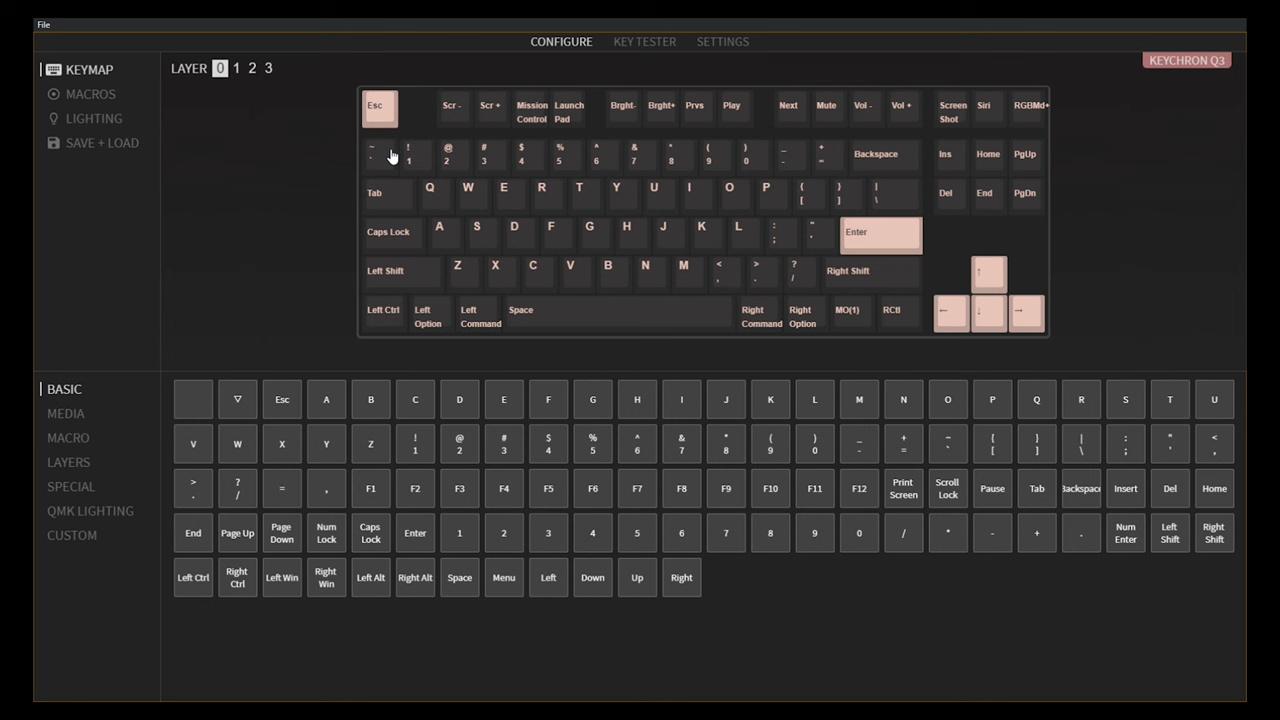 File
CONFIGURE KEY TESTER SETTINGS
KEYMAP
MACROS
LIGHTING
SAVE + LOAD
LAYER 0 1 2 3
KEYCHRON Q3
Esc Scr - Scr + Mission Control Launch Pad Brght- Brght+ Prvs Play Next Mute Vol - Vol + Screen Shot Siri RGBMd+
~ ` ! 1 @ 2 # 3 $ 4 % 5 ^ 6 & 7 * 8 ( 9 ) 0 _ - + = Backspace Ins Home PgUp
Tab Q W E R T Y U I O P { [ } ] | \ Del End PgDn
Caps Lock A S D F G H J K L : ; " ' Enter
Left Shift Z X C V B N M < , > . ? / Right Shift ↑
Left Ctrl Left Option Left Command Space Right Command Right Option MO(1) RCtl ← ↓ →
BASIC
MEDIA
MACRO
LAYERS
SPECIAL
QMK LIGHTING
CUSTOM
▽ Esc A B C D E F G H I J K L M N O P Q R S T U
V W X Y Z ! 1 @ 2 # 3 $ 4 % 5 ^ 6 & 7 * 8 ( 9 ) 0 _ - + = ~ ` { [ } ] | \ : ; " ' < ,
> . ? / = , F1 F2 F3 F4 F5 F6 F7 F8 F9 F10 F11 F12 Print Screen Scroll Lock Pause Tab Backspace Insert Del Home
End Page Up Page Down Num Lock Caps Lock Enter 1 2 3 4 5 6 7 8 9 0 / * - + . Num Enter Left Shift Right Shift
Left Ctrl Right Ctrl Left Win Right Win Left Alt Right Alt Space Menu Left Down Up Right